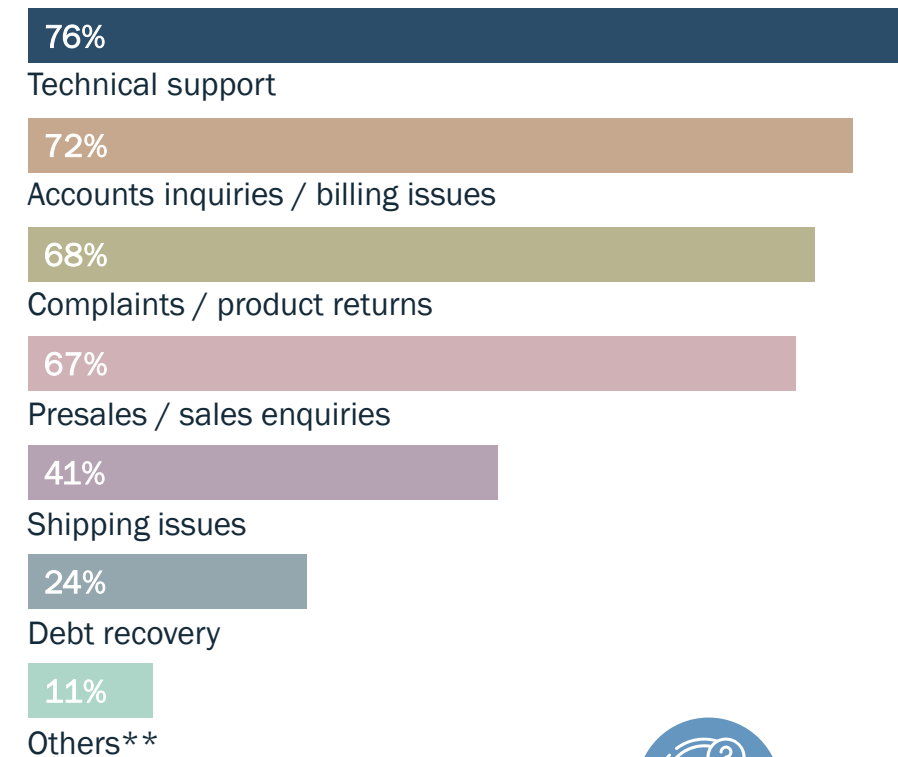 76%
Technical support
72%
Accounts inquiries / billing issues
68%
Complaints / product returns
67%
Presales / sales enquiries
41%
Shipping issues
24%
Debt recovery
11%
Others**